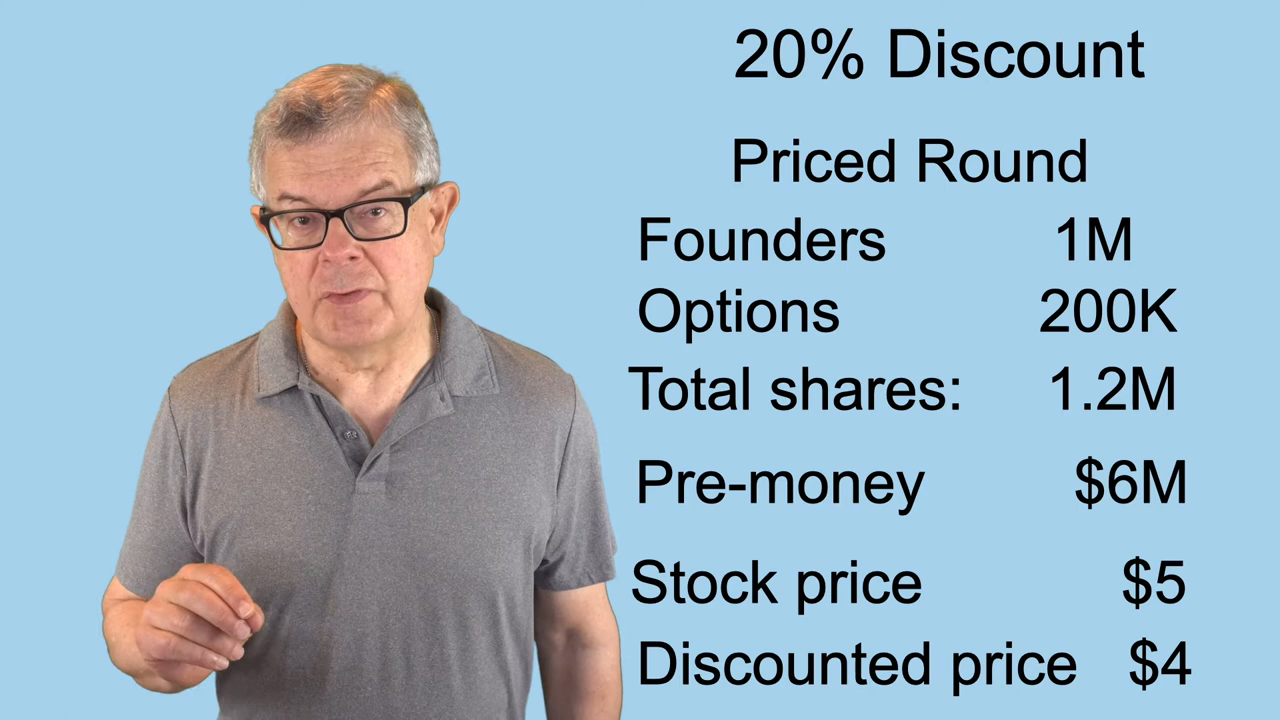 20% Discount
Priced Round
Founders 1M
Options 200K
Total shares: 1.2M
Pre-money $6M
Stock price $5
Discounted price $4